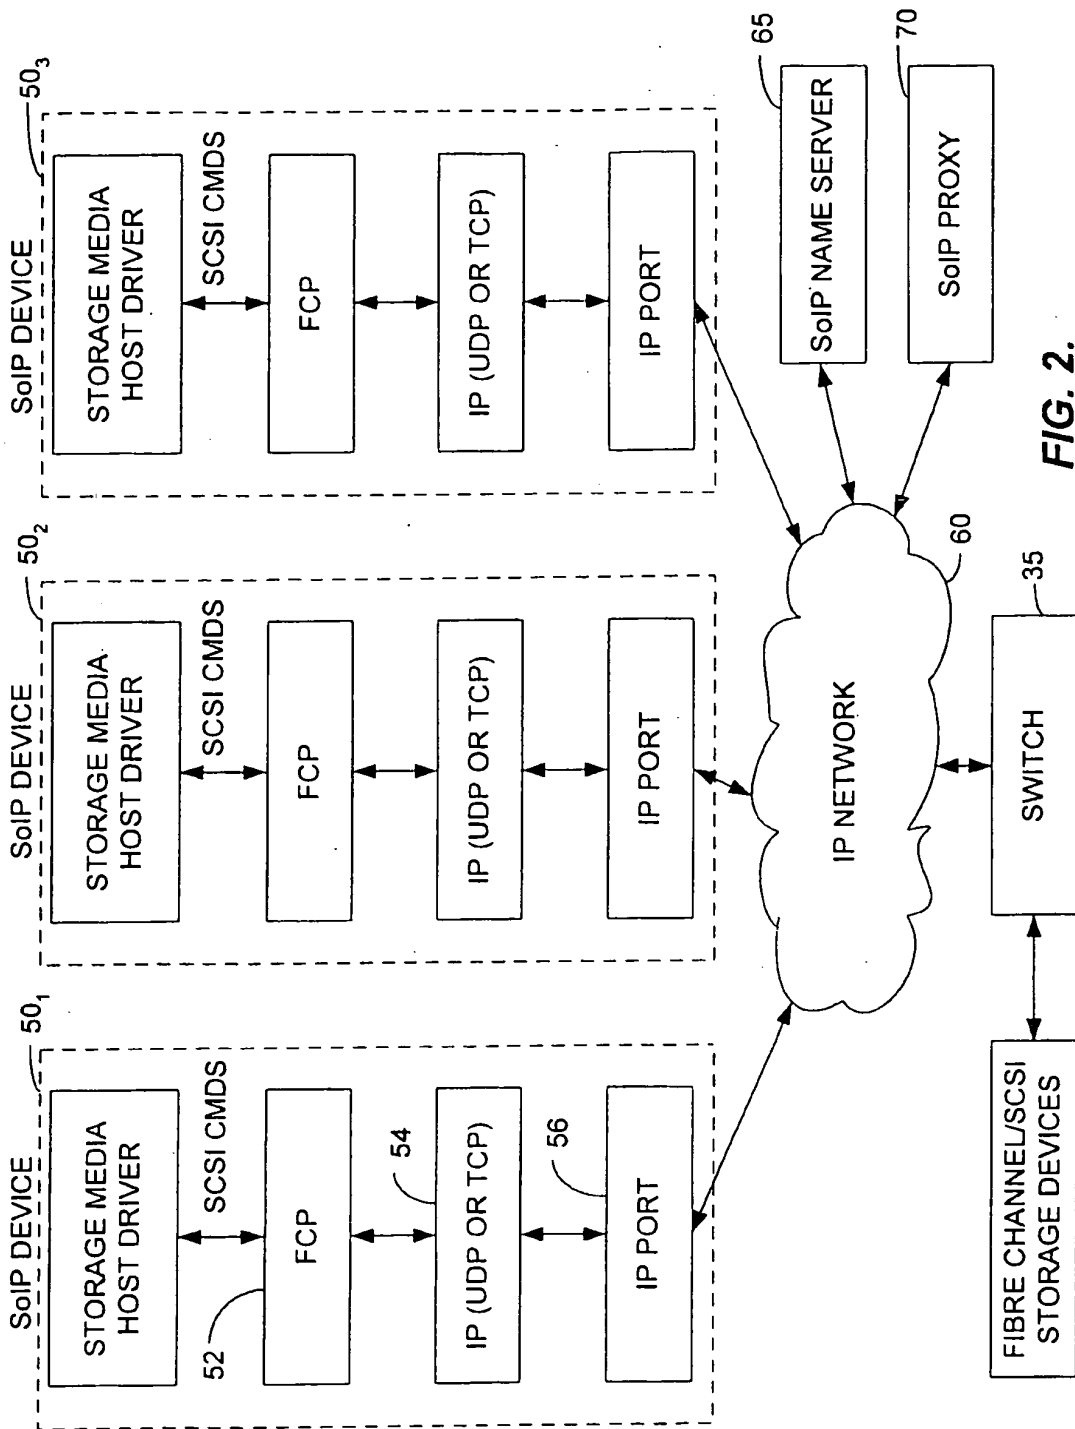 SoIP DEVICE
50₁
STORAGE MEDIA
HOST DRIVER
SCSI CMDS
52
FCP
54
IP (UDP OR TCP)
56
IP PORT
SoIP DEVICE
50₂
STORAGE MEDIA
HOST DRIVER
SCSI CMDS
FCP
IP (UDP OR TCP)
IP PORT
SoIP DEVICE
50₃
STORAGE MEDIA
HOST DRIVER
SCSI CMDS
FCP
IP (UDP OR TCP)
IP PORT
IP NETWORK
60
65
SoIP NAME SERVER
70
SoIP PROXY
FIBRE CHANNEL/SCSI
STORAGE DEVICES
35
SWITCH
FIG. 2.